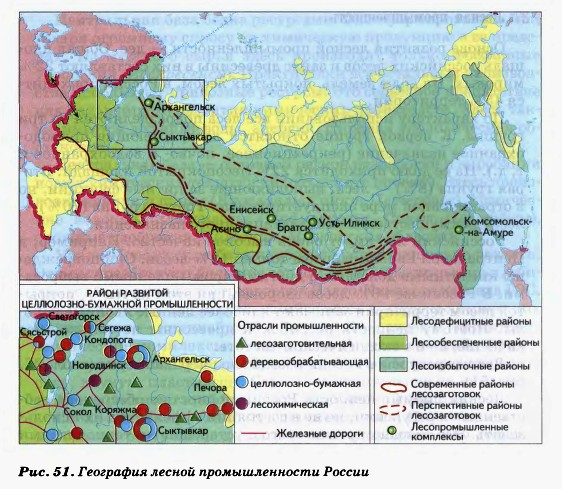 Архангельск
Сыктывкар
Енисейск
Асино
Братск
Усть-Илимск
Комсомольск-
на-Амуре
РАЙОН РАЗВИТОЙ
ЦЕЛЛЮЛОЗНО-БУМАЖНОЙ ПРОМЫШЛЕННОСТИ
Светогорск
Сясьстрой
Сегежа
Кондопога
Новодвинск
Архангельск
Печора
Сокол
Коряжма
Сыктывкар
Отрасли промышленности
лесозаготовительная
деревообрабатывающая
целлюлозно-бумажная
лесохимическая
Железные дороги
Лесодефицитные районы
Лесообеспеченные районы
Лесоизбыточные районы
Современные районы
лесозаготовок
Перспективные районы
лесозаготовок
Леспромышленные
комплексы
Рис. 51. География лесной промышленности России